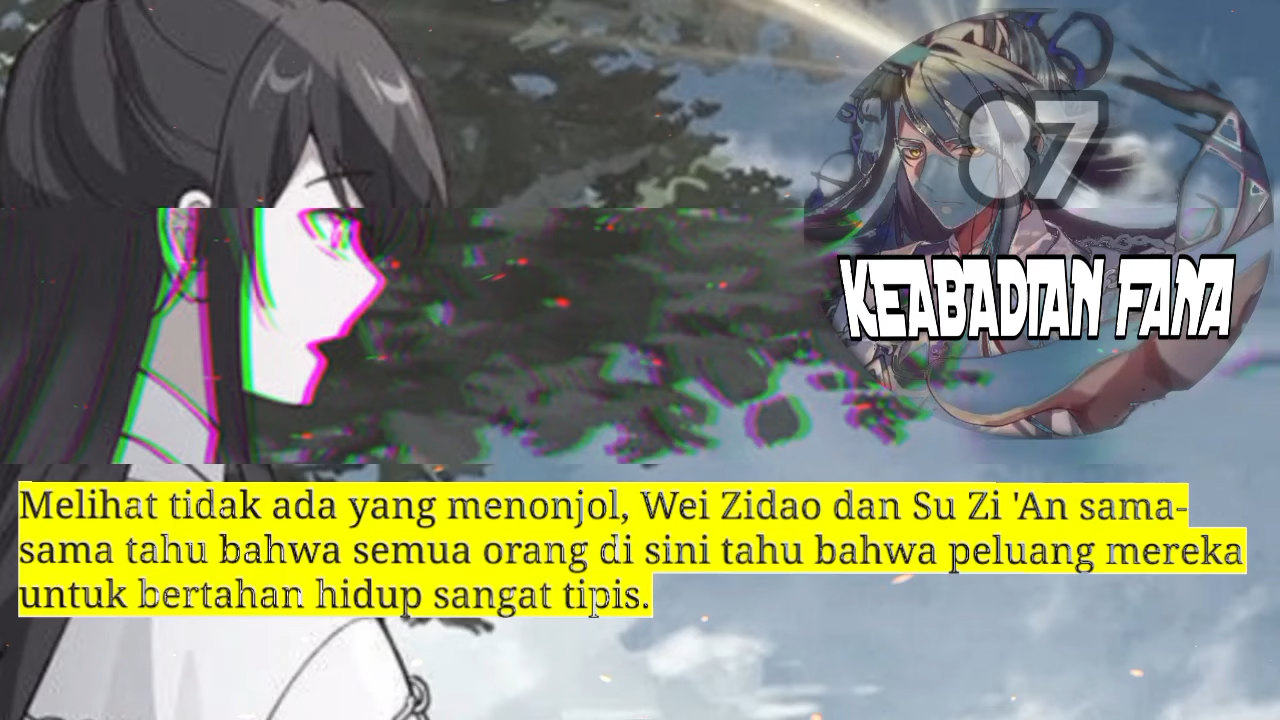 87
KEABADIAN FANA
Melihat tidak ada yang menonjol, Wei Zidao dan Su Zi 'An sama-
sama tahu bahwa semua orang di sini tahu bahwa peluang mereka
untuk bertahan hidup sangat tipis.